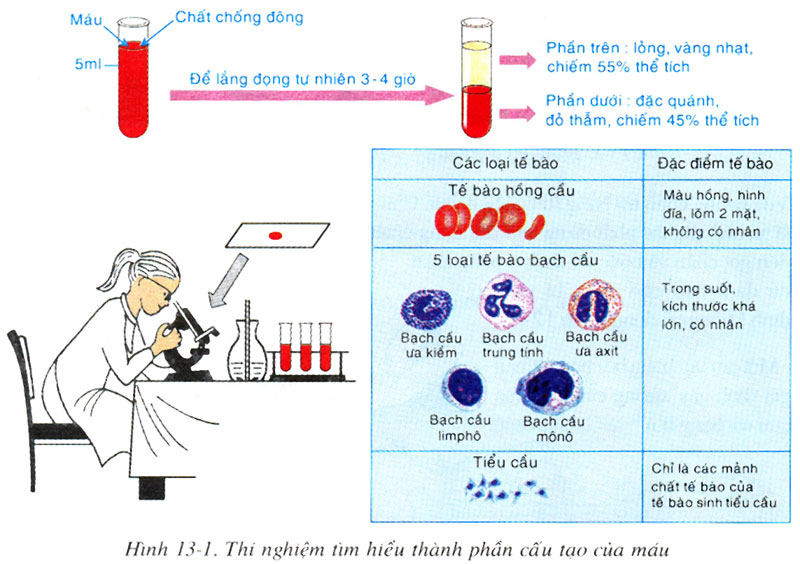 Máu
Chất chống đông
5ml
Để lắng đọng tự nhiên 3-4 giờ
Phần trên : lỏng, vàng nhạt,
chiếm 55% thể tích
Phần dưới : đặc quánh,
đỏ thẫm, chiếm 45% thể tích
Các loại tế bào
Đặc điểm tế bào
Tế bào hồng cầu
Màu hồng, hình
đía, lõm 2 mặt,
không có nhân
5 loại tế bào bạch cầu
Trong suốt,
kích thước khá
lớn, có nhân
Bạch cầu
ưa kiềm
Bạch cầu
trung tính
Bạch cầu
ưa axit
Bạch cầu
limphô
Bạch cầu
mônô
Tiểu cầu
Chỉ là các mảnh
chất tế bào của
tế bào sinh tiểu cầu
Hình 13-1. Thí nghiệm tìm hiểu thành phần cấu tạo của máu